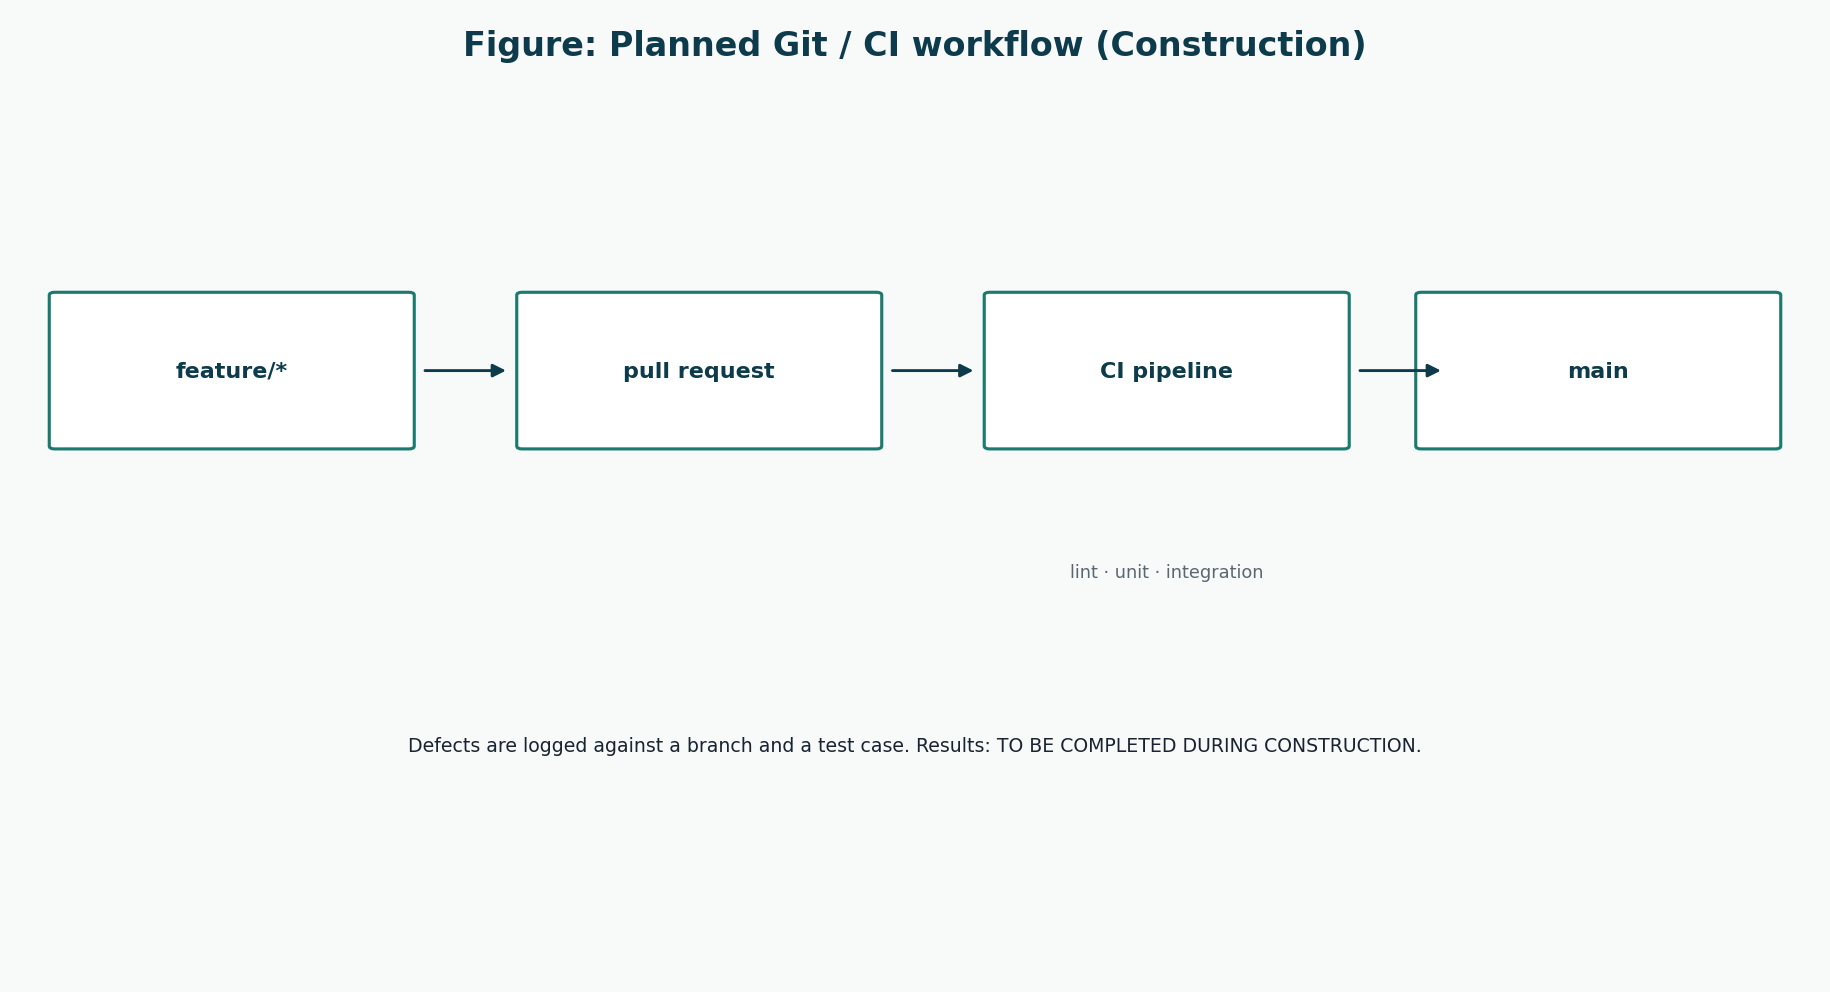 Figure: Planned Git / CI workflow (Construction)
feature/*
pull request
CI pipeline
main
lint · unit · integration
Defects are logged against a branch and a test case. Results: TO BE COMPLETED DURING CONSTRUCTION.